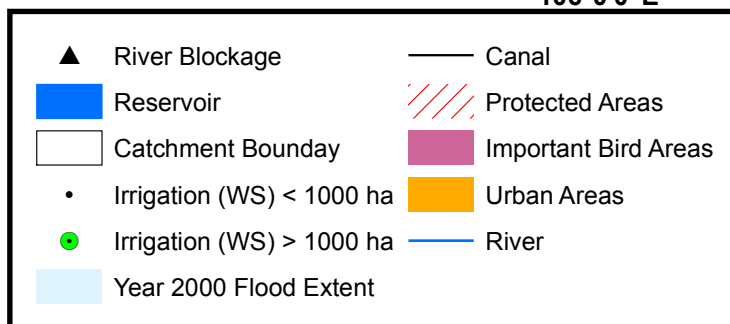 River Blockage
Reservoir
Catchment Bounday
Irrigation (WS) < 1000 ha
Irrigation (WS) > 1000 ha
Year 2000 Flood Extent
Canal
Protected Areas
Important Bird Areas
Urban Areas
River